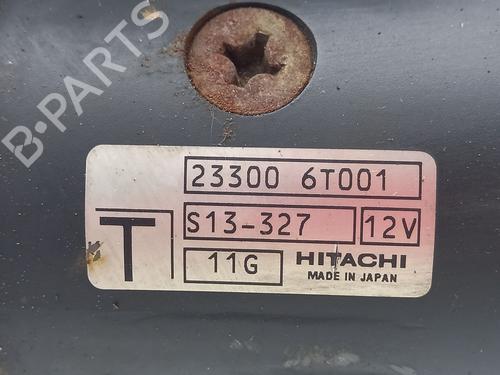 B-PARTS
23300 6T001
T
S13-327 12V
11G HITACHI
MADE IN JAPAN